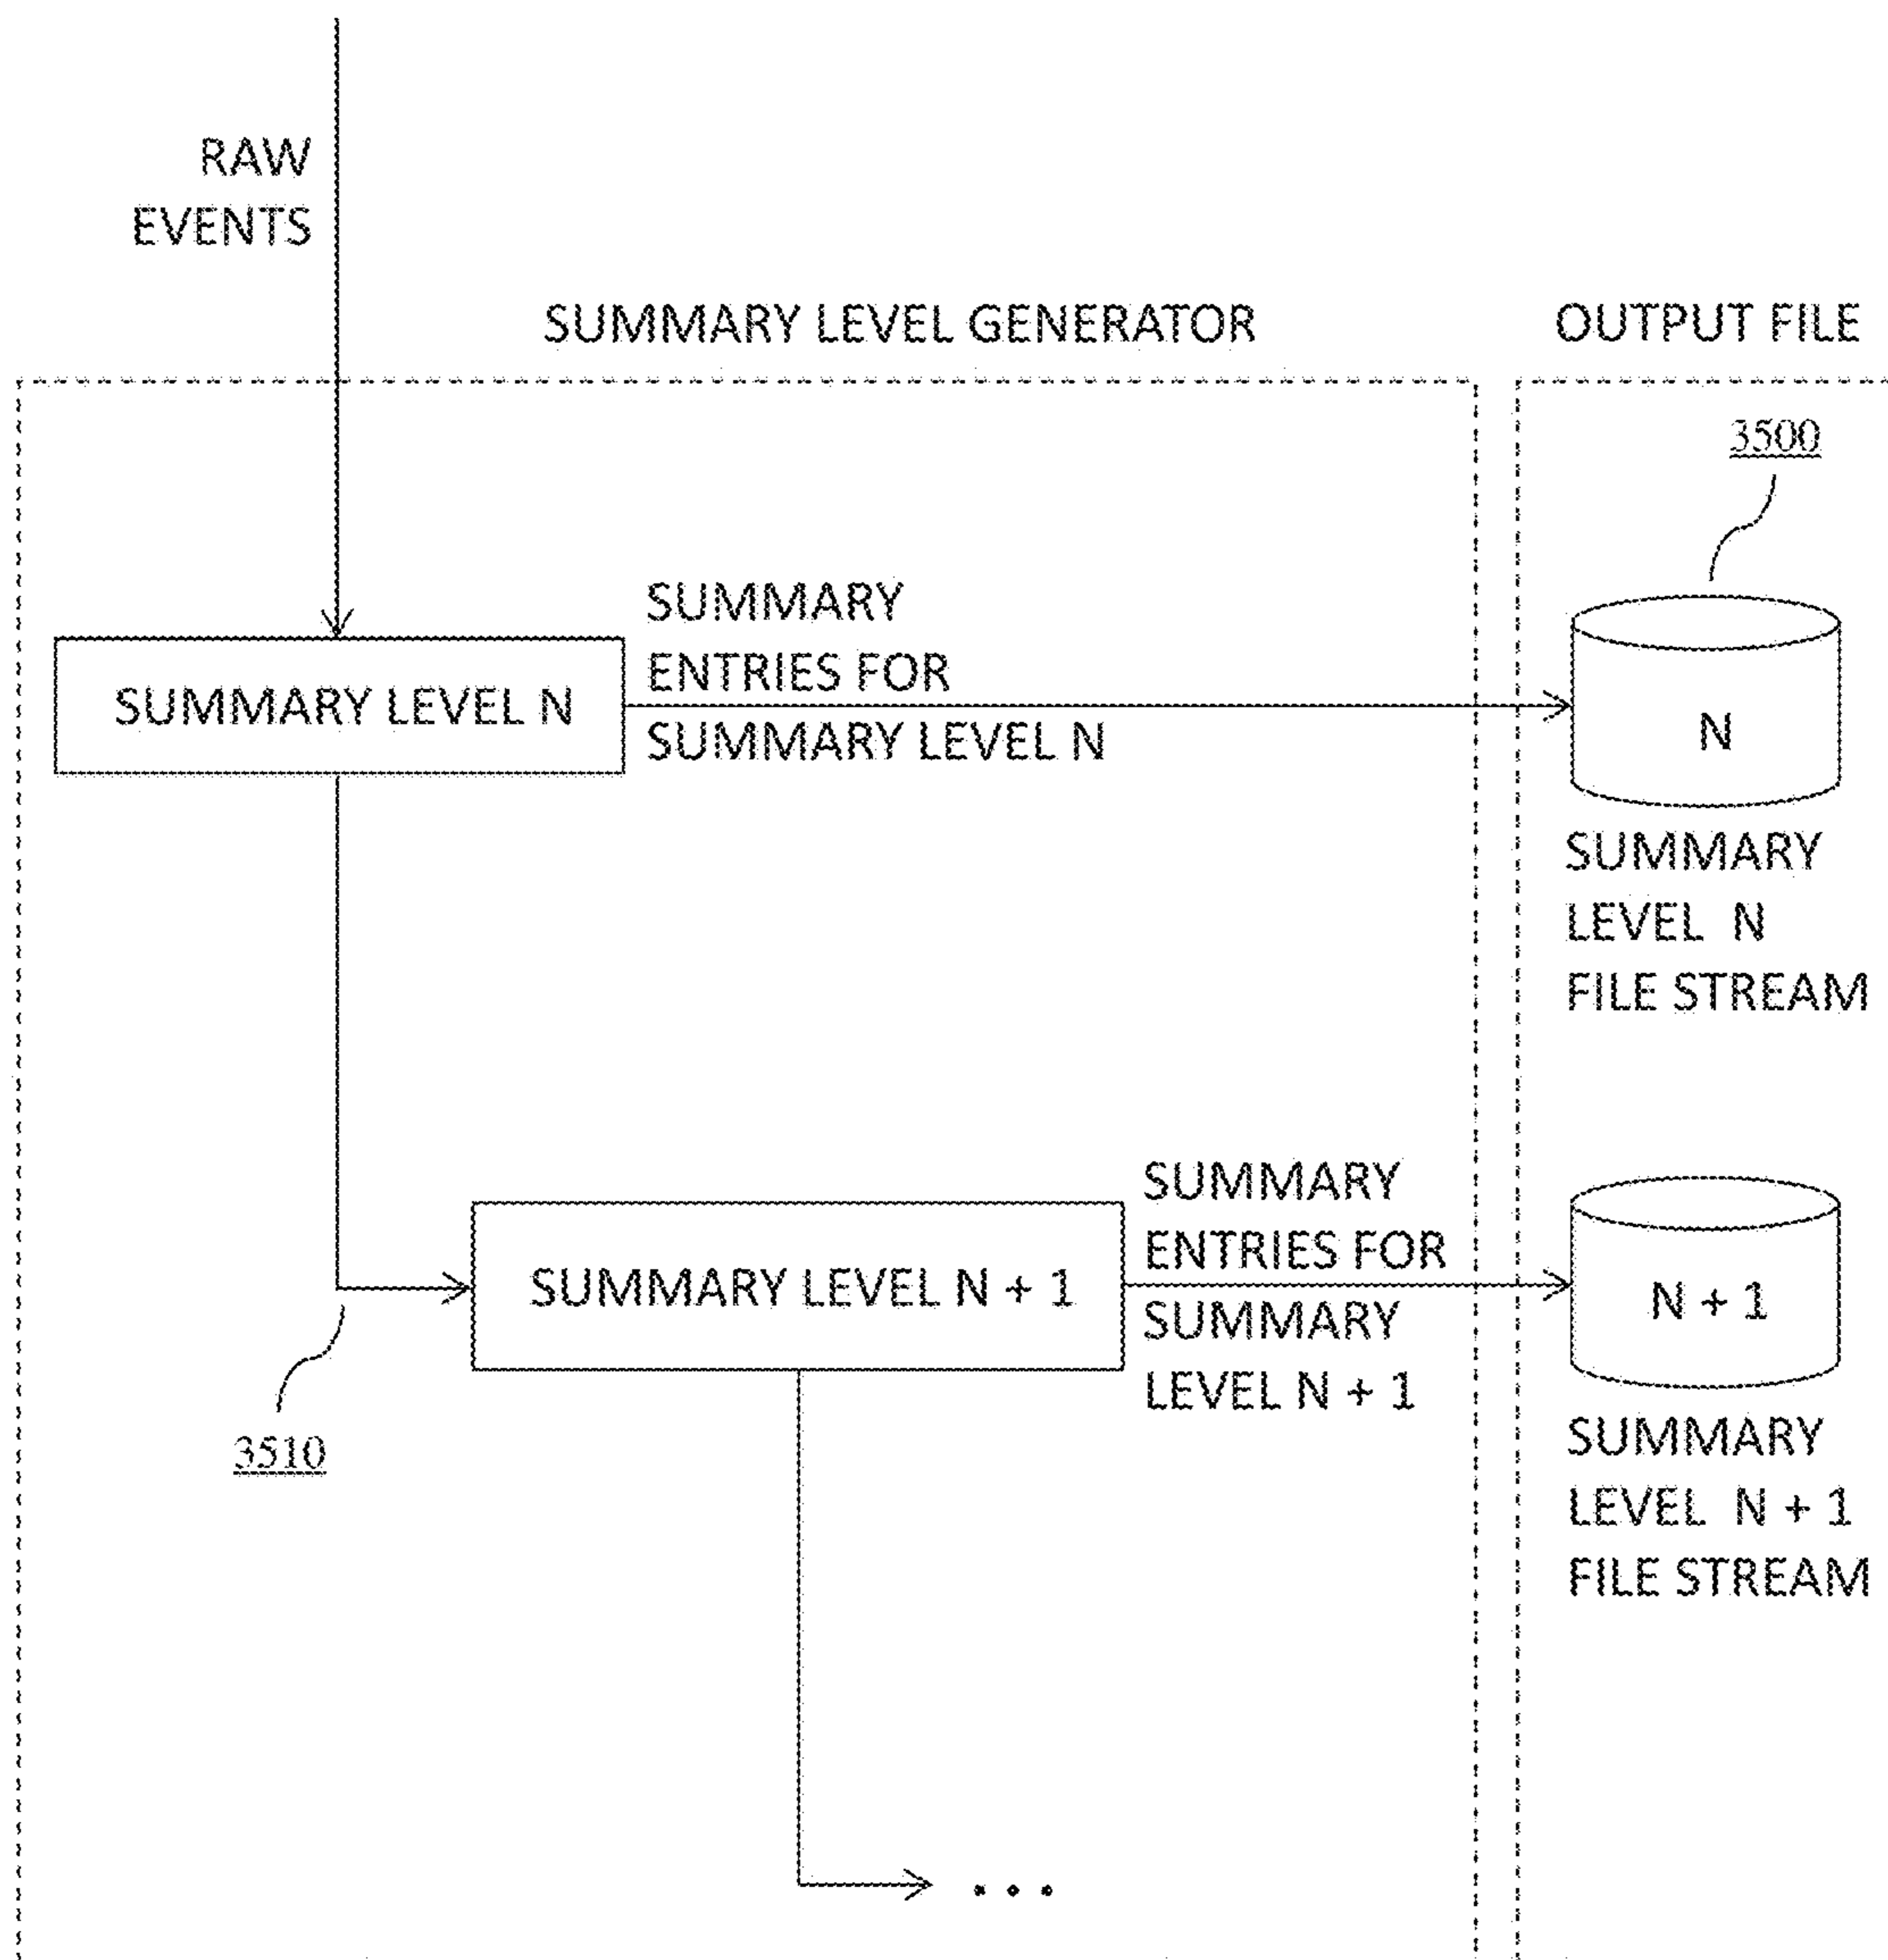 RAW
EVENTS
SUMMARY LEVEL GENERATOR
OUTPUT FILE
3500
SUMMARY LEVEL N
SUMMARY
ENTRIES FOR
SUMMARY LEVEL N
N
SUMMARY
LEVEL N
FILE STREAM
3510
SUMMARY LEVEL N + 1
SUMMARY
ENTRIES FOR
SUMMARY
LEVEL N + 1
N + 1
SUMMARY
LEVEL N + 1
FILE STREAM
...